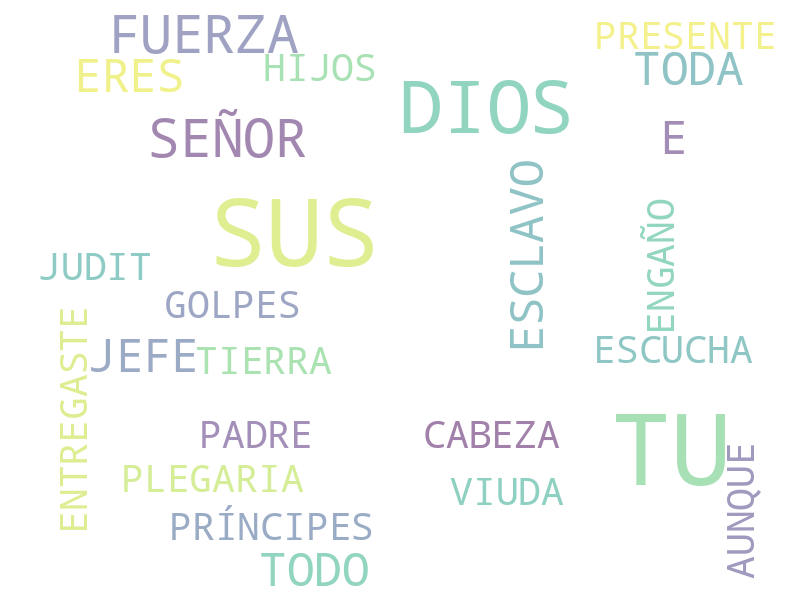 FUERZA
PRESENTE
ERES
HIJOS
TODA
DIOS
SEÑOR
E
SUS
ESCLAVO
ENGAÑO
JUDIT
GOLPES
ENTREGASTE
JEFE
TIERRA
ESCUCHA
PADRE
CABEZA
TU
PLEGARIA
VIUDA
AUNQUE
PRÍNCIPES
TODO